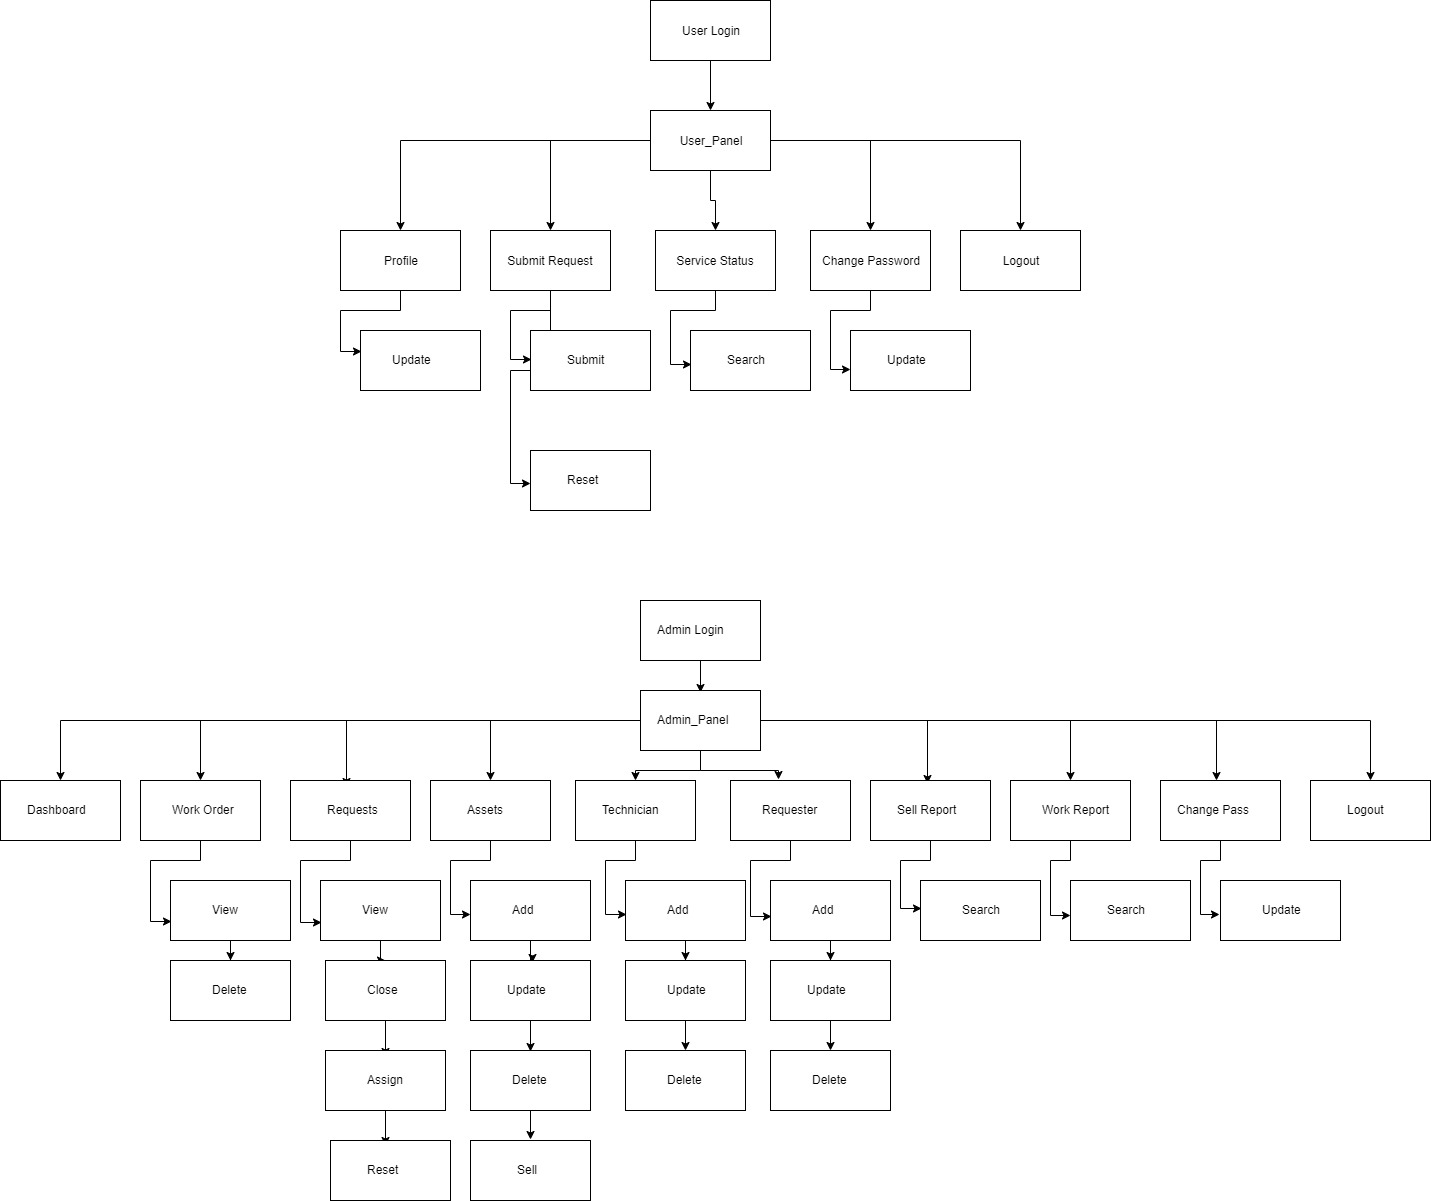 User Login
User_Panel
Profile
Submit Request
Service Status
Change Password
Logout
Update
Submit
Search
Update
Reset
Admin Login
Admin_Panel
Dashboard
Work Order
Requests
Assets
Technician
Requester
Sell Report
Work Report
Change Pass
Logout
View
View
Add
Add
Add
Search
Search
Update
Delete
Close
Update
Update
Update
Assign
Delete
Delete
Delete
Reset
Sell